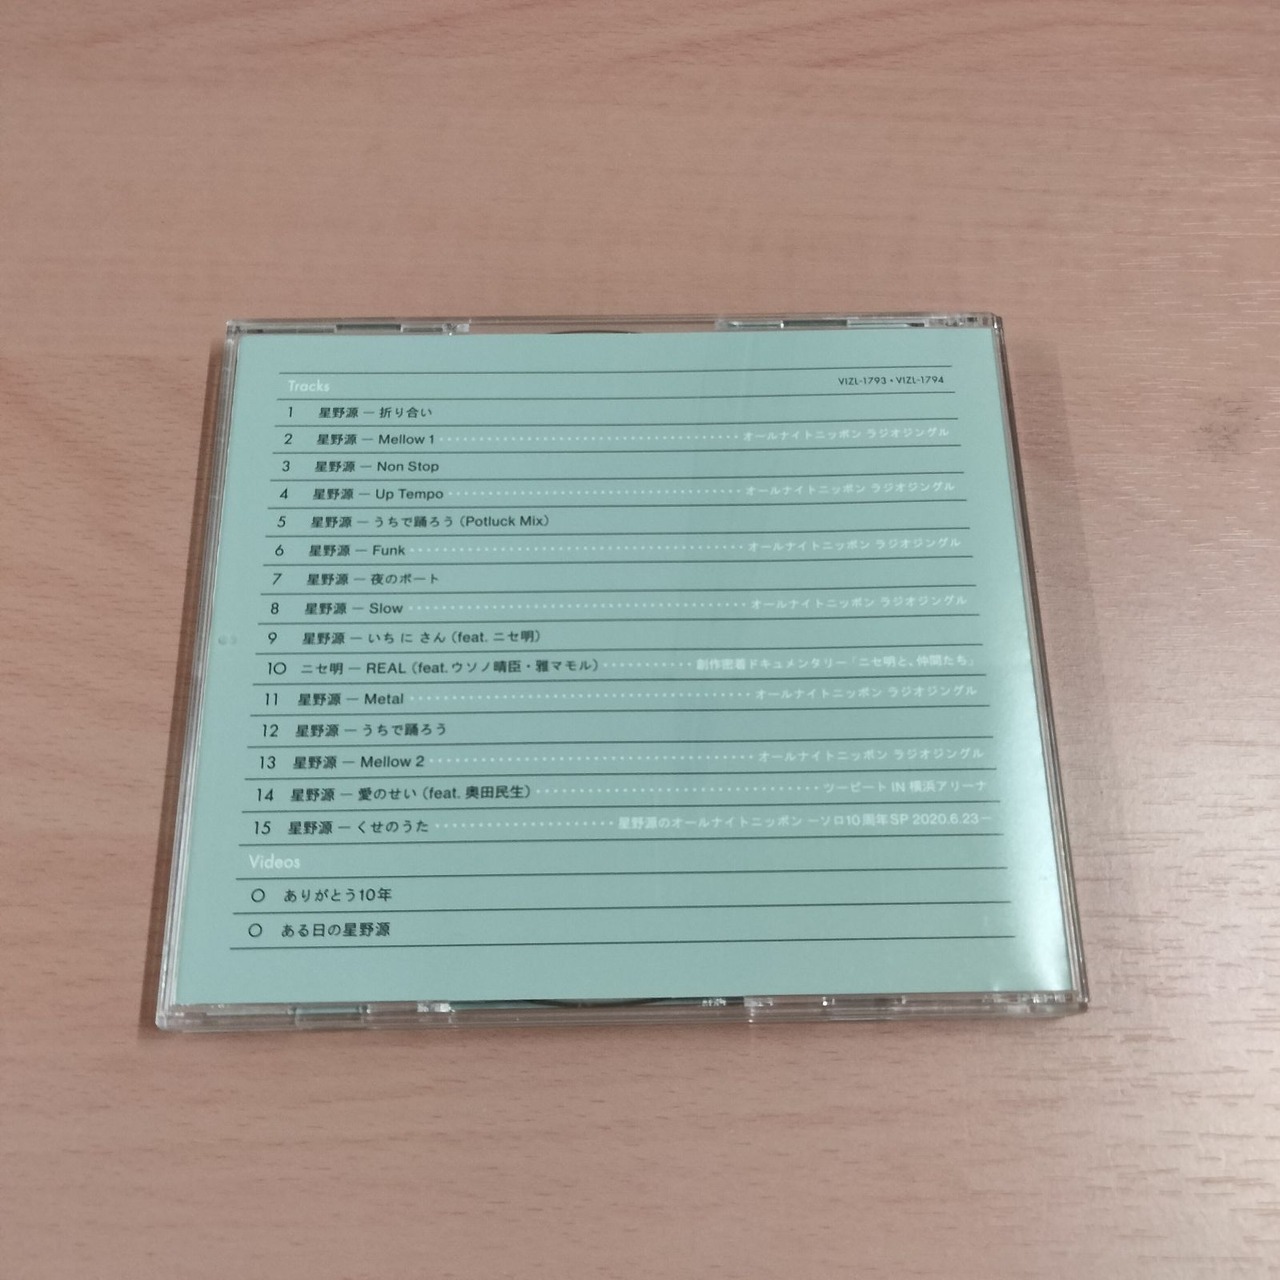 Tracks VIZL-1793・VIZL-1794
1 星野源 — 折り合い
2 星野源 — Mellow 1 オールナイトニッポン ラジオジングル
3 星野源 — Non Stop
4 星野源 — Up Tempo オールナイトニッポン ラジオジングル
5 星野源 — うちで踊ろう (Potluck Mix)
6 星野源 — Funk オールナイトニッポン ラジオジングル
7 星野源 — 夜のボート
8 星野源 — Slow オールナイトニッポン ラジオジングル
9 星野源 — いち に さん (feat. ニセ明)
10 ニセ明 — REAL (feat. ウソノ晴臣・雅マモル) 創作密着ドキュメンタリー「ニセ明と、仲間たち」
11 星野源 — Metal オールナイトニッポン ラジオジングル
12 星野源 — うちで踊ろう
13 星野源 — Mellow 2 オールナイトニッポン ラジオジングル
14 星野源 — 愛のせい (feat. 奥田民生) ツービート IN 横浜アリーナ
15 星野源 — くせのうた 星野源のオールナイトニッポン ーソロ10周年SP 2020.6.23ー
Videos
○ ありがとう10年
○ ある日の星野源